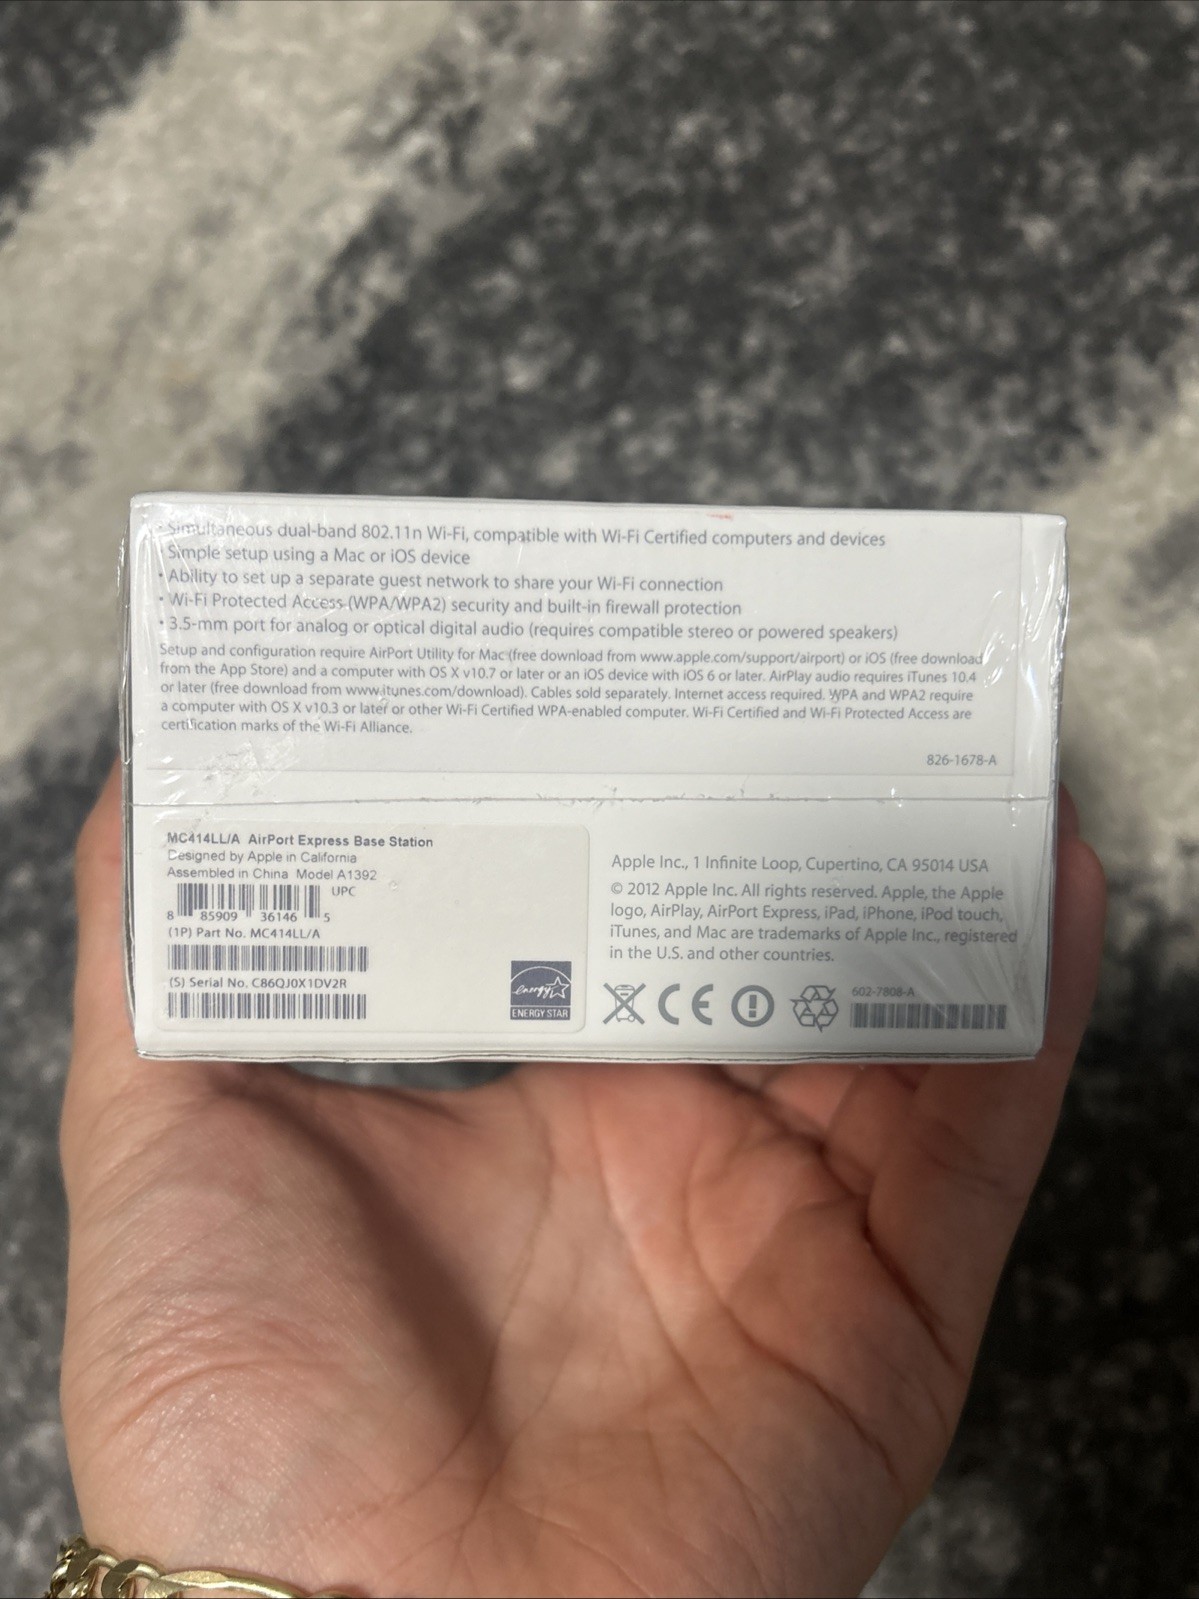 • Simultaneous dual-band 802.11n Wi-Fi, compatible with Wi-Fi Certified computers and devices
• Simple setup using a Mac or iOS device
• Ability to set up a separate guest network to share your Wi-Fi connection
• Wi-Fi Protected Access (WPA/WPA2) security and built-in firewall protection
• 3.5-mm port for analog or optical digital audio (requires compatible stereo or powered speakers)
Setup and configuration require AirPort Utility for Mac (free download from www.apple.com/support/airport) or iOS (free download
from the App Store) and a computer with OS X v10.7 or later or an iOS device with iOS 6 or later. AirPlay audio requires iTunes 10.4
or later (free download from www.itunes.com/download). Cables sold separately. Internet access required. WPA and WPA2 require
a computer with OS X v10.3 or later or other Wi-Fi Certified WPA-enabled computer. Wi-Fi Certified and Wi-Fi Protected Access are
certification marks of the Wi-Fi Alliance.
826-1678-A
MC414LL/A AirPort Express Base Station
Designed by Apple in California
Assembled in China Model A1392
UPC
8 85909 36146 5
(1P) Part No. MC414LL/A
(S) Serial No. C86QJ0X1DV2R
energy
ENERGY STAR
Apple Inc., 1 Infinite Loop, Cupertino, CA 95014 USA
© 2012 Apple Inc. All rights reserved. Apple, the Apple
logo, AirPlay, AirPort Express, iPad, iPhone, iPod touch,
iTunes, and Mac are trademarks of Apple Inc., registered
in the U.S. and other countries.
CE
602-7808-A